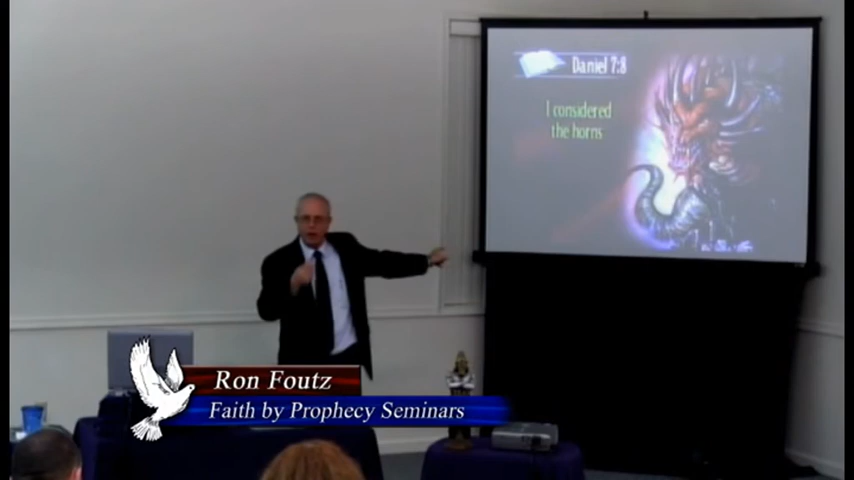 Daniel 7:8
I considered
the horns
Ron Foutz
Faith by Prophecy Seminars